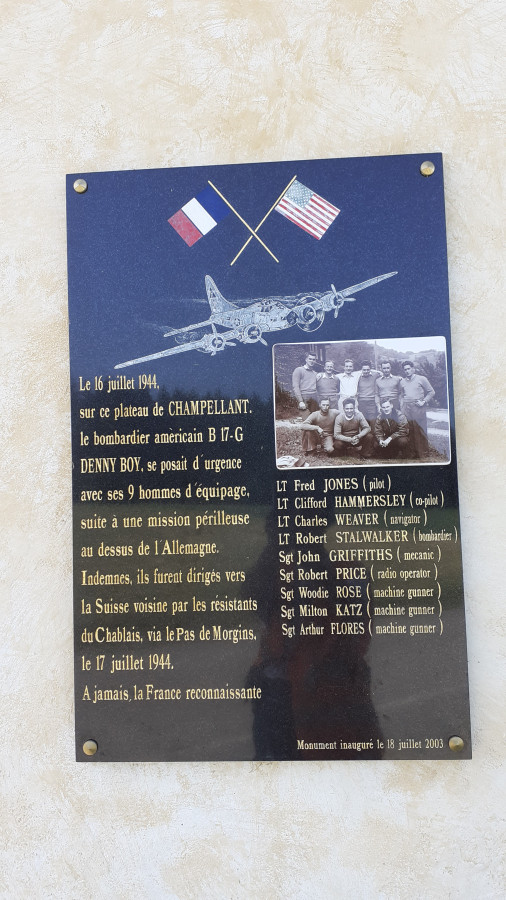 Le 16 juillet 1944,
sur ce plateau de CHAMPELLANT.
le bombardier amèricain B 17-G
DENNY BOY, se posait d'urgence
avec ses 9 hommes d'équipage,
suite à une mission périlleuse
au dessus de l'Allemagne.
Indemnes, ils furent dirigés vers
la Suisse voisine par les résistants
du Chablais, via le Pas de Morgins,
le 17 juillet 1944.
A jamais, la France reconnaissante
LT Fred JONES (pilot)
LT Clifford HAMMERSLEY (co-pilot)
LT Charles WEAVER (navigator)
LT Robert STALWALKER (bombardier)
Sgt John GRIFFITHS (mecanic)
Sgt Robert PRICE (radio operator)
Sgt Woodie ROSE (machine gunner)
Sgt Milton KATZ (machine gunner)
Sgt Arthur FLORES (machine gunner)
Monument inauguré le 18 juillet 2003